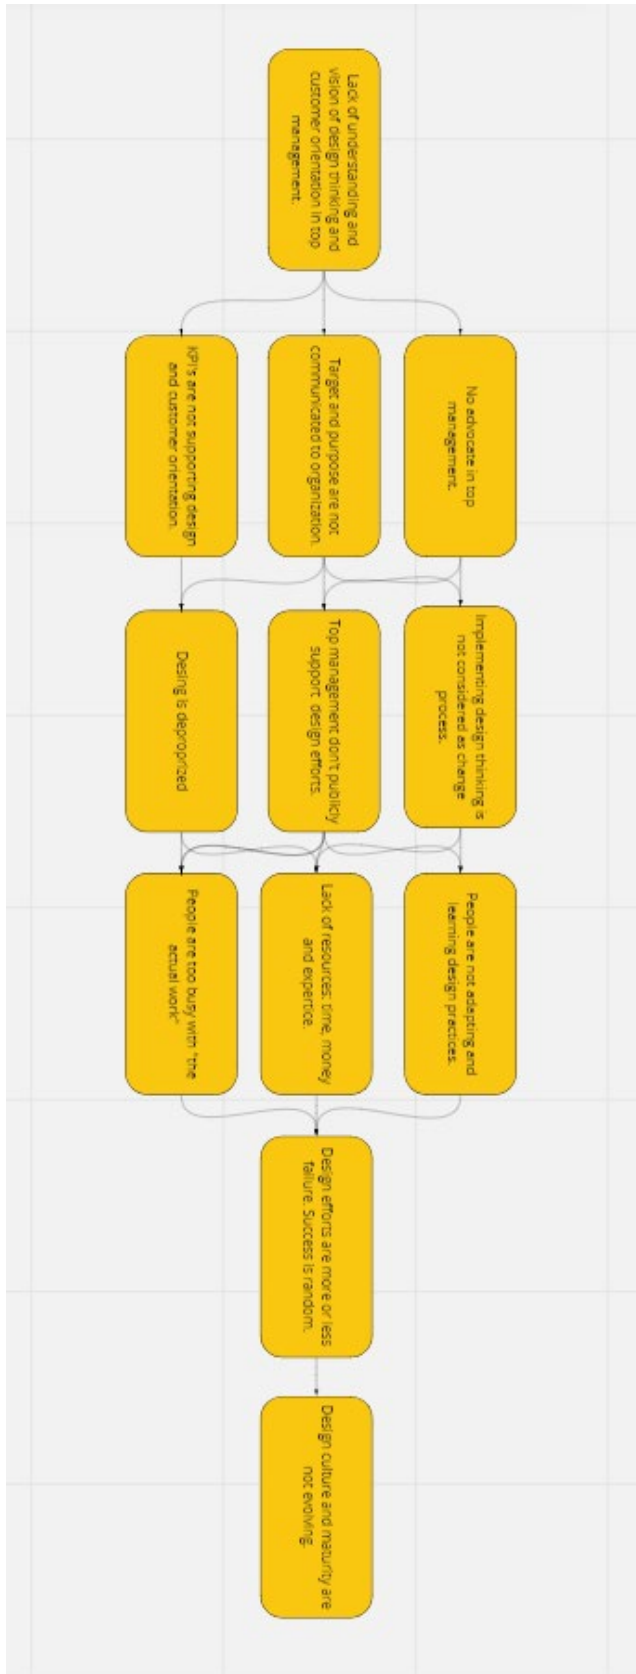 Lack of understanding and
vision of design thinking and
customer orientation in top
management.
No advocate in top
management.
Target and purpose are not
communicated to organization.
KPI's are not supporting design
and customer orientation.
Implementing design thinking is
not considered as change
process.
Top management don't publicly
support design efforts.
Desing is deproprized
People are not adapting and
learning design practices.
Lack of resources: time, money
and expertice.
People are too busy with "the
actual work"
Design efforts are more or less
failure. Success is random.
Design culture and maturity are
not evolving.